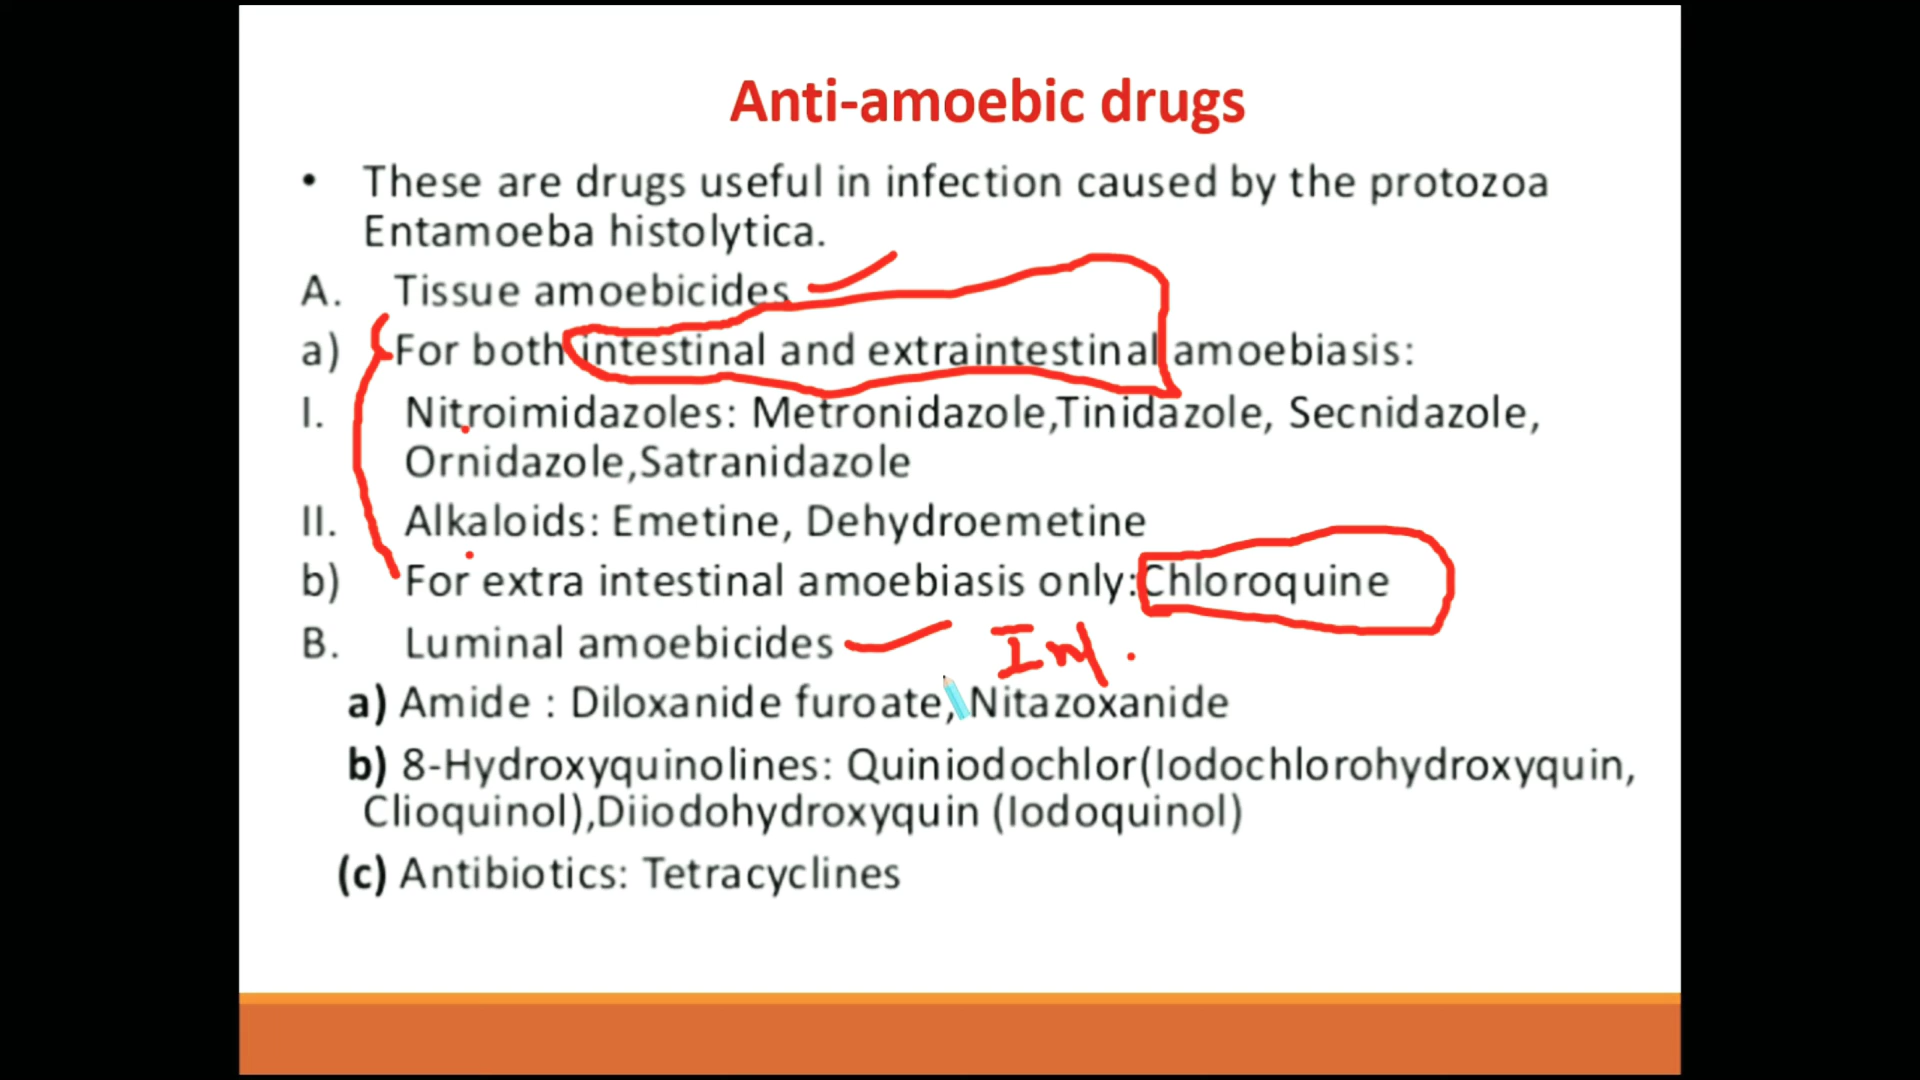 Anti-amoebic drugs
• These are drugs useful in infection caused by the protozoa
Entamoeba histolytica.
A. Tissue amoebicides
a) For both intestinal and extraintestinal amoebiasis:
I. Nitroimidazoles: Metronidazole,Tinidazole, Secnidazole,
Ornidazole,Satranidazole
II. Alkaloids: Emetine, Dehydroemetine
b) For extra intestinal amoebiasis only:Chloroquine
B. Luminal amoebicides
a) Amide : Diloxanide furoate, Nitazoxanide
b) 8-Hydroxyquinolines: Quiniodochlor(Iodochlorohydroxyquin,
Clioquinol),Diiodohydroxyquin (Iodoquinol)
(c) Antibiotics: Tetracyclines